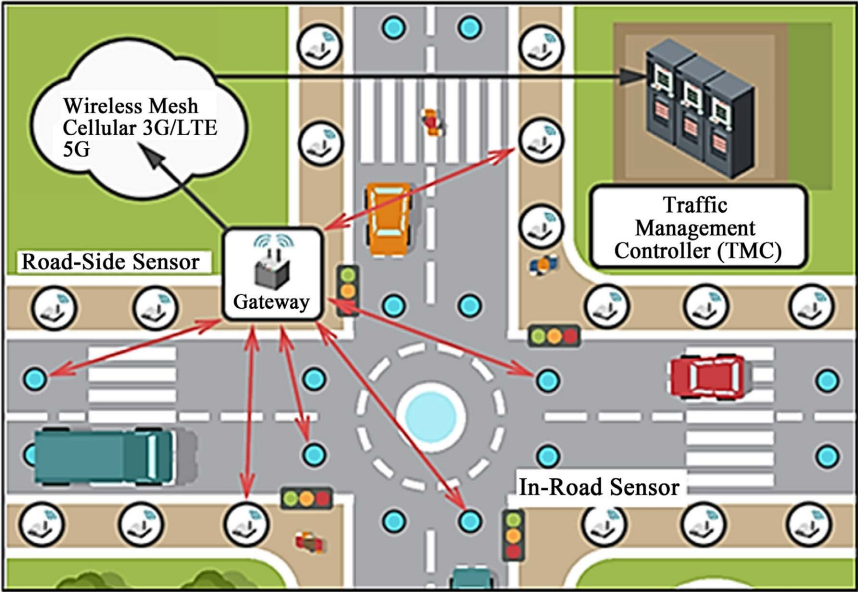 Wireless Mesh
Cellular 3G/LTE
5G
Traffic
Management
Controller (TMC)
Road-Side Sensor
Gateway
In-Road Sensor